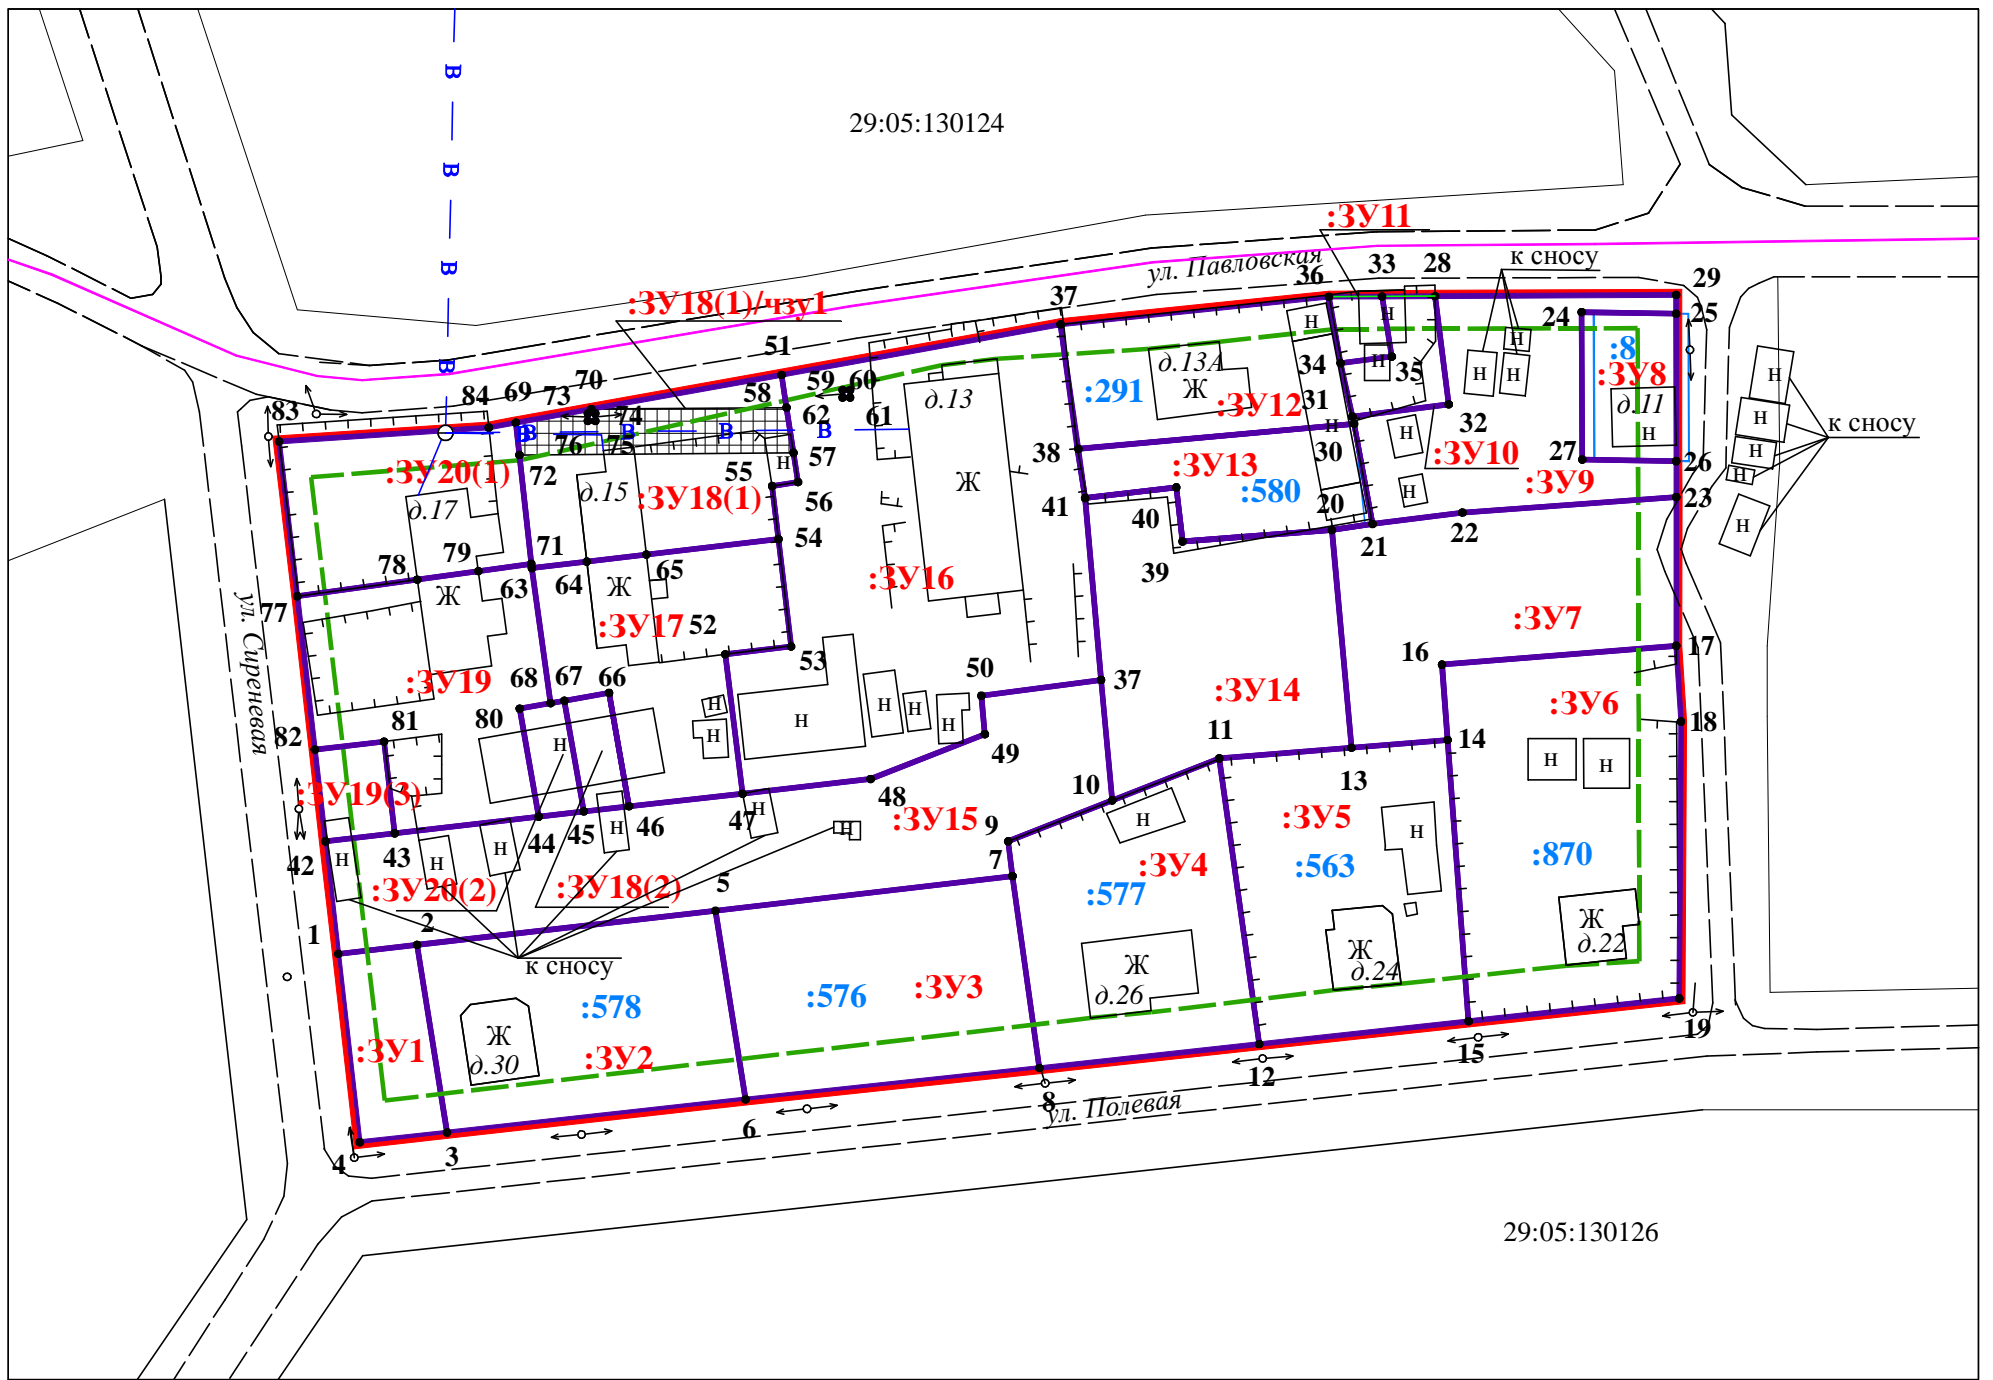 В
В
В
В
29:05:130124
:ЗУ11
ул. Павловская
к сносу
:ЗУ18(1)/чзу1
37
36
33
28
29
25
24
51
н
н
н
:8
:ЗУ8
н
д.13А
Ж
34
35
н
н
н
д.11
н
к сносу
83
84
69
73
70
74
58
59
60
62
61
д.13
:291
:ЗУ12
31
32
27
26
н
н
н
н
В
В
В
В
76
75
72
57
55
н
56
38
н
30
н
:ЗУ13
:580
:ЗУ10
:ЗУ9
н
23
:ЗУ20(1)
д.17
д.15
:ЗУ18(1)
Ж
41
40
20
21
22
н
54
39
78
79
71
63
64
65
77
Ж
Ж
:ЗУ16
:ЗУ17
52
53
:ЗУ7
ул. Сиреневая
16
17
:ЗУ19
68
67
66
50
37
:ЗУ14
:ЗУ6
18
80
81
82
н
н
н
н
н
н
н
49
11
13
14
н
н
:ЗУ19(3)
48
10
42
43
44
45
46
47
н
н
н
н
н
н
:ЗУ15
9
7
н
:ЗУ5
н
:ЗУ4
:577
:563
:870
:ЗУ20(2)
:ЗУ18(2)
5
1
2
к сносу
Ж
д.22
Ж
д.24
Ж
д.26
:578
:576
:ЗУ3
Ж
д.30
:ЗУ1
:ЗУ2
19
15
12
8
6
3
4
ул. Полевая
29:05:130126